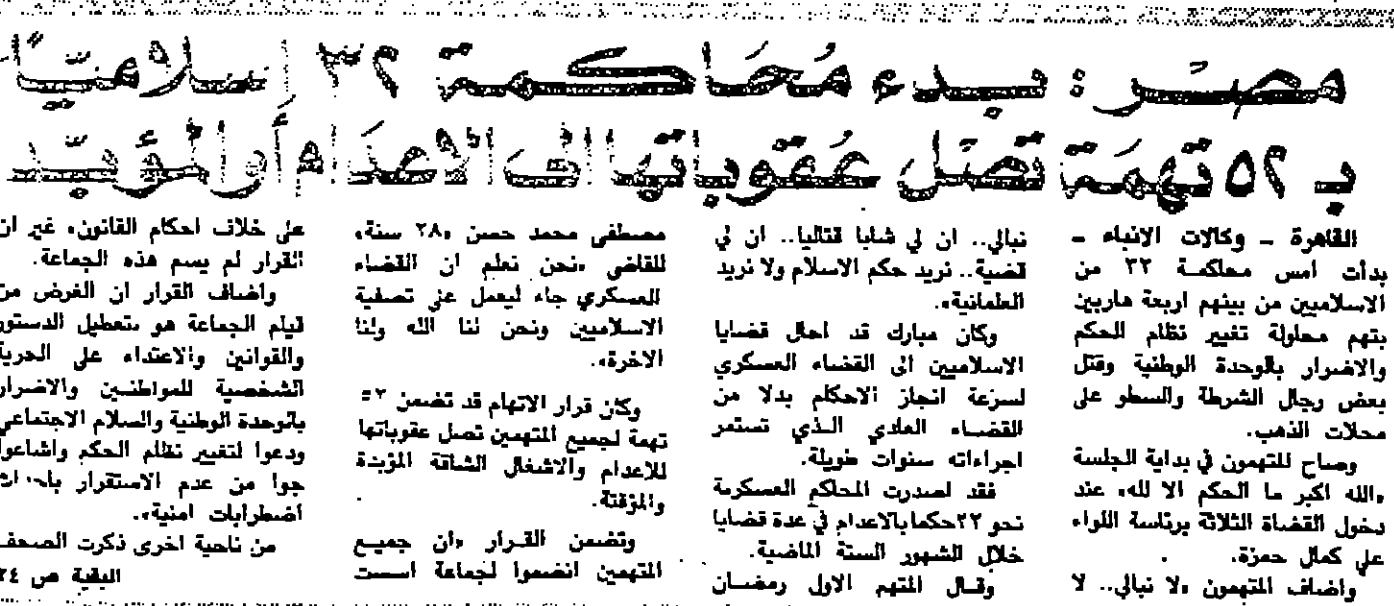 مصر: بدء محاكمة ٣٢ اسلاميًا
بـ ٥٢ تهمة تصل عقوباتها الى الاعدام أو المؤبد
القاهرة - وكالات الانباء -
بدأت امس محاكمة ٣٢ من
الاسلاميين من بينهم اربعة هاربين
بتهم محاولة تغيير نظام الحكم
والاضرار بالوحدة الوطنية وقتل
بعض رجال الشرطة والسطو على
محلات الذهب.
وصاح المتهمون في بداية الجلسة
«الله اكبر ما الحكم الا لله» عند
دخول القضاة الثلاثة برئاسة اللواء
علي كمال حمزة.
واضاف المتهمون «لا نبالي.. لا
نبالي.. ان لي شابا قتاليا.. ان لي
قضية.. نريد حكم الاسلام ولا نريد
العلمانية».
وكان مبارك قد احال قضايا
الاسلاميين الى القضاء العسكري
لسرعة انجاز الاحكام بدلا من
القضاء العادي الذي تستمر
اجراءاته سنوات طويلة.
فقد اصدرت المحاكم العسكرية
نحو ٢٢ حكما بالاعدام في عدة قضايا
خلال الشهور الستة الماضية.
وقال المتهم الاول رمضان
مصطفى محمد حسن «٢٨ سنة»
للقاضي «نحن نعلم ان القضاء
العسكري جاء ليعمل على تصفية
الاسلاميين ونحن لنا الله ولنا
الاخرة».
وكان قرار الاتهام قد تضمن
تهمة لجميع المتهمين تصل عقوباتها
للاعدام والاشغال الشاقة المؤبدة
والمؤقتة.
وتضمن القرار «ان جميع
المتهمين انضموا لجماعة اسست
على خلاف احكام القانون» غير ان
القرار لم يسم هذه الجماعة.
واضاف القرار ان الغرض من
قيام الجماعة هو «تعطيل الدستور
والقوانين والاعتداء على الحرية
الشخصية للمواطنين والاضرار
بالوحدة الوطنية والسلام الاجتماعي
ودعوا لتغيير نظام الحكم واشاعوا
جوا من عدم الاستقرار باحداث
اضطرابات امنية».
من ناحية اخرى ذكرت الصحف
البقية ص ٢٤